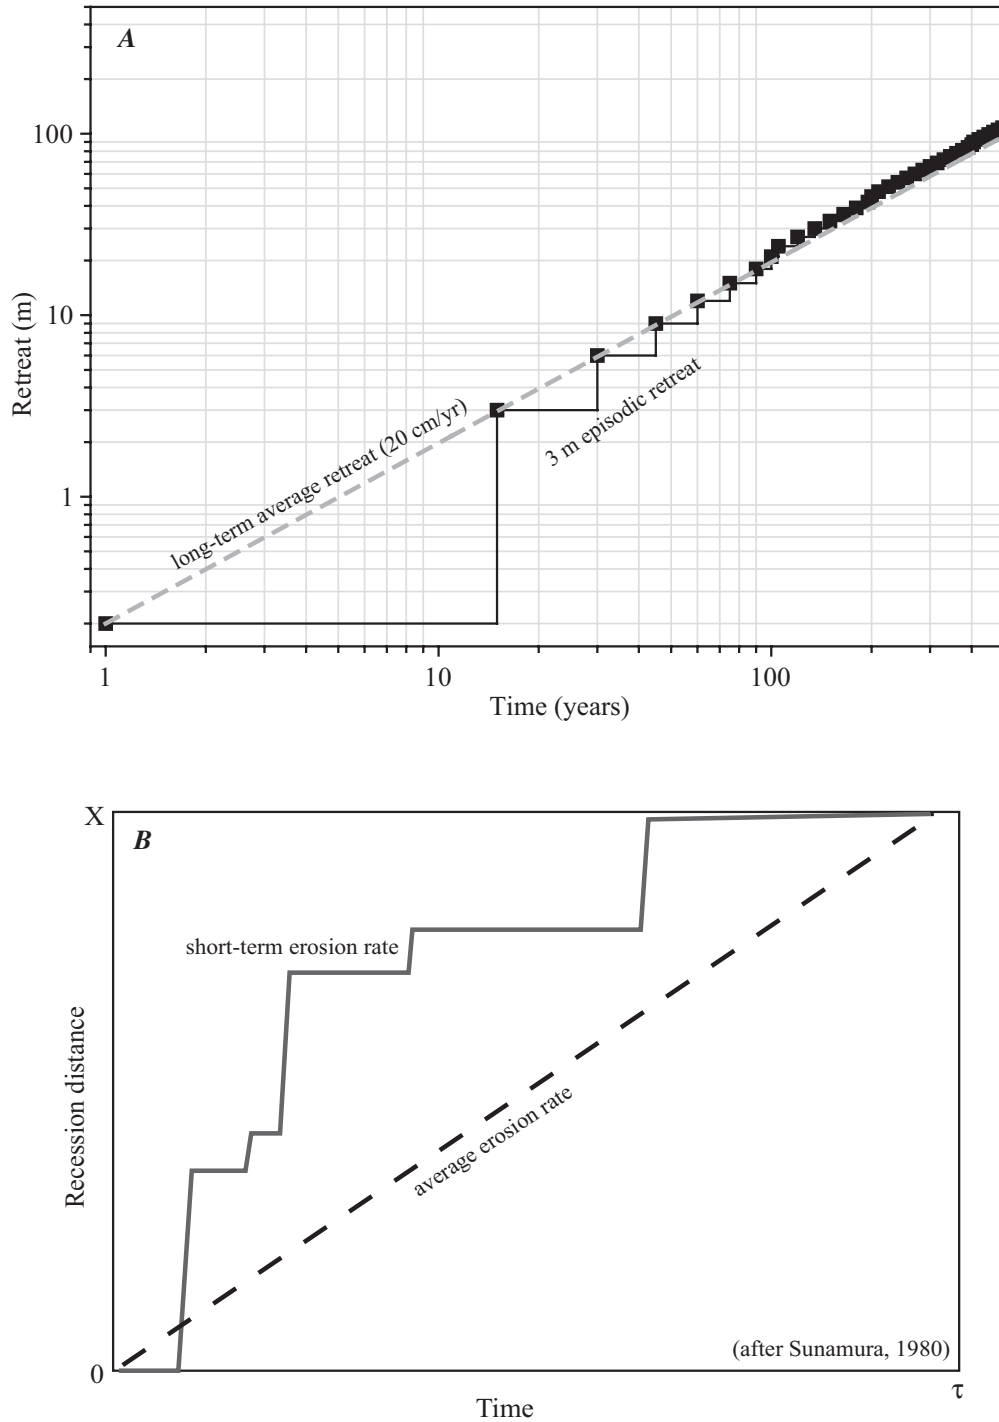 A
100
10
1
Retreat (m)
long-term average retreat (20 cm/yr)
3 m episodic retreat
1
10
100
Time (years)
X
B
short-term erosion rate
Recession distance
average erosion rate
(after Sunamura, 1980)
0
τ
Time